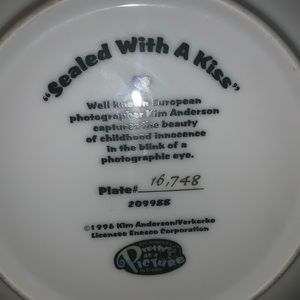 "Sealed With A Kiss"
Well known European
photographer Kim Anderson
captures the beauty
of childhood innocence
in the blink of a
photographic eye.
Plate# 16,748
209988
©1996 Kim Anderson/Verkerke
Licensee Enesco Corporation
Pretty
as a
Picture